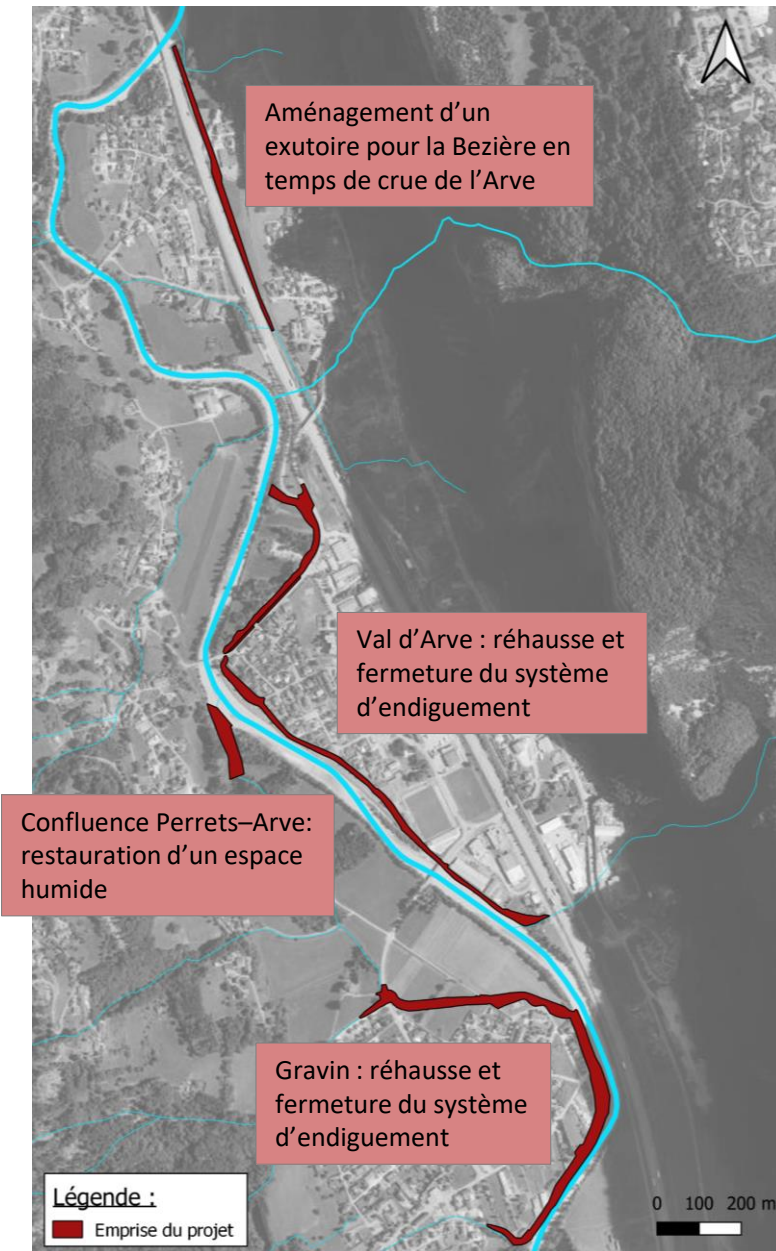 Aménagement d’un
exutoire pour la Bezière en
temps de crue de l’Arve
Val d’Arve : réhausse et
fermeture du système
d’endiguement
Confluence Perrets–Arve:
restauration d’un espace
humide
Gravin : réhausse et
fermeture du système
d’endiguement
Légende :
Emprise du projet
0 100 200 m